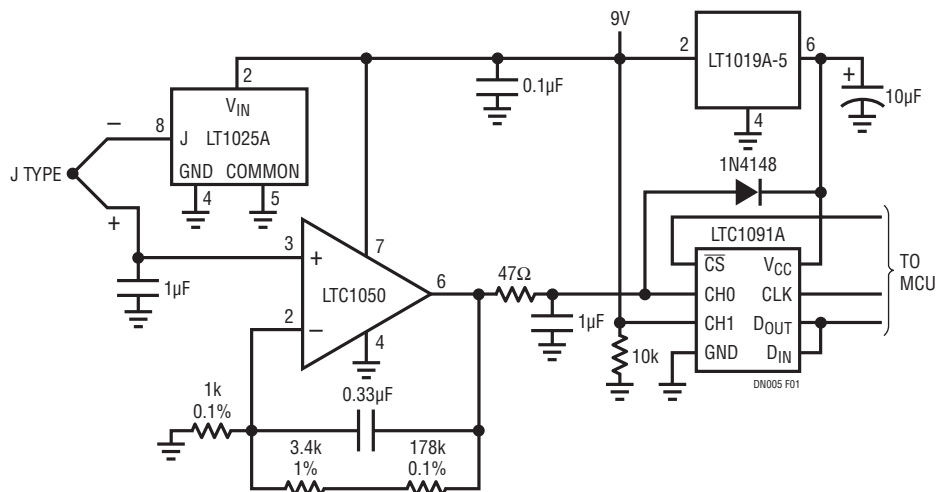 9V
2
LT1019A-5
6
4
+
10µF
0.1µF
2
V_IN
8
J
LT1025A
GND
COMMON
4
5
–
J TYPE
+
1µF
3
+
7
LTC1050
6
2
–
4
47Ω
1µF
1N4148
LTC1091A
CS
V_CC
CH0
CLK
CH1
D_OUT
GND
D_IN
10k
TO
MCU
DN005 F01
1k
0.1%
0.33µF
3.4k
1%
178k
0.1%